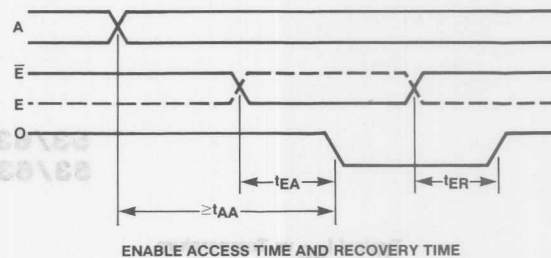 A
E̅
E
O
tEA
tER
≥tAA
ENABLE ACCESS TIME AND RECOVERY TIME